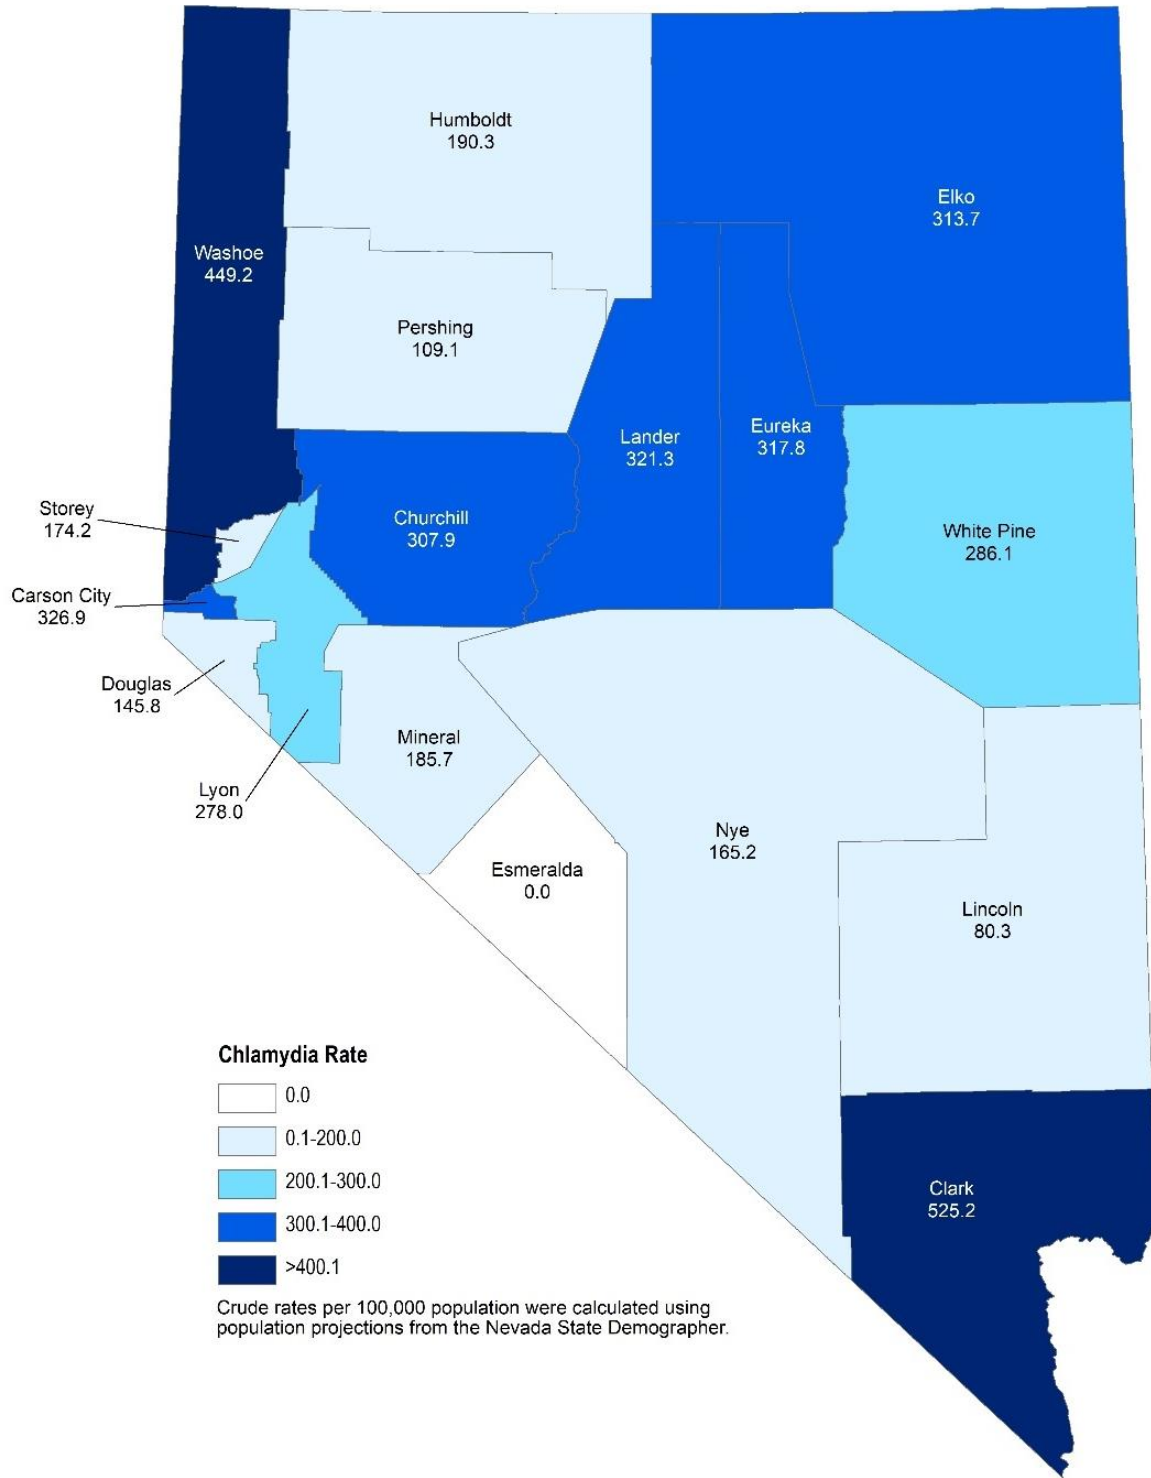 Humboldt
190.3
Elko
313.7
Washoe
449.2
Pershing
109.1
Lander
321.3
Eureka
317.8
Storey
174.2
Churchill
307.9
White Pine
286.1
Carson City
326.9
Douglas
145.8
Mineral
185.7
Lyon
278.0
Nye
165.2
Esmeralda
0.0
Lincoln
80.3
Clark
525.2
Chlamydia Rate
0.0
0.1-200.0
200.1-300.0
300.1-400.0
>400.1
Crude rates per 100,000 population were calculated using
population projections from the Nevada State Demographer.